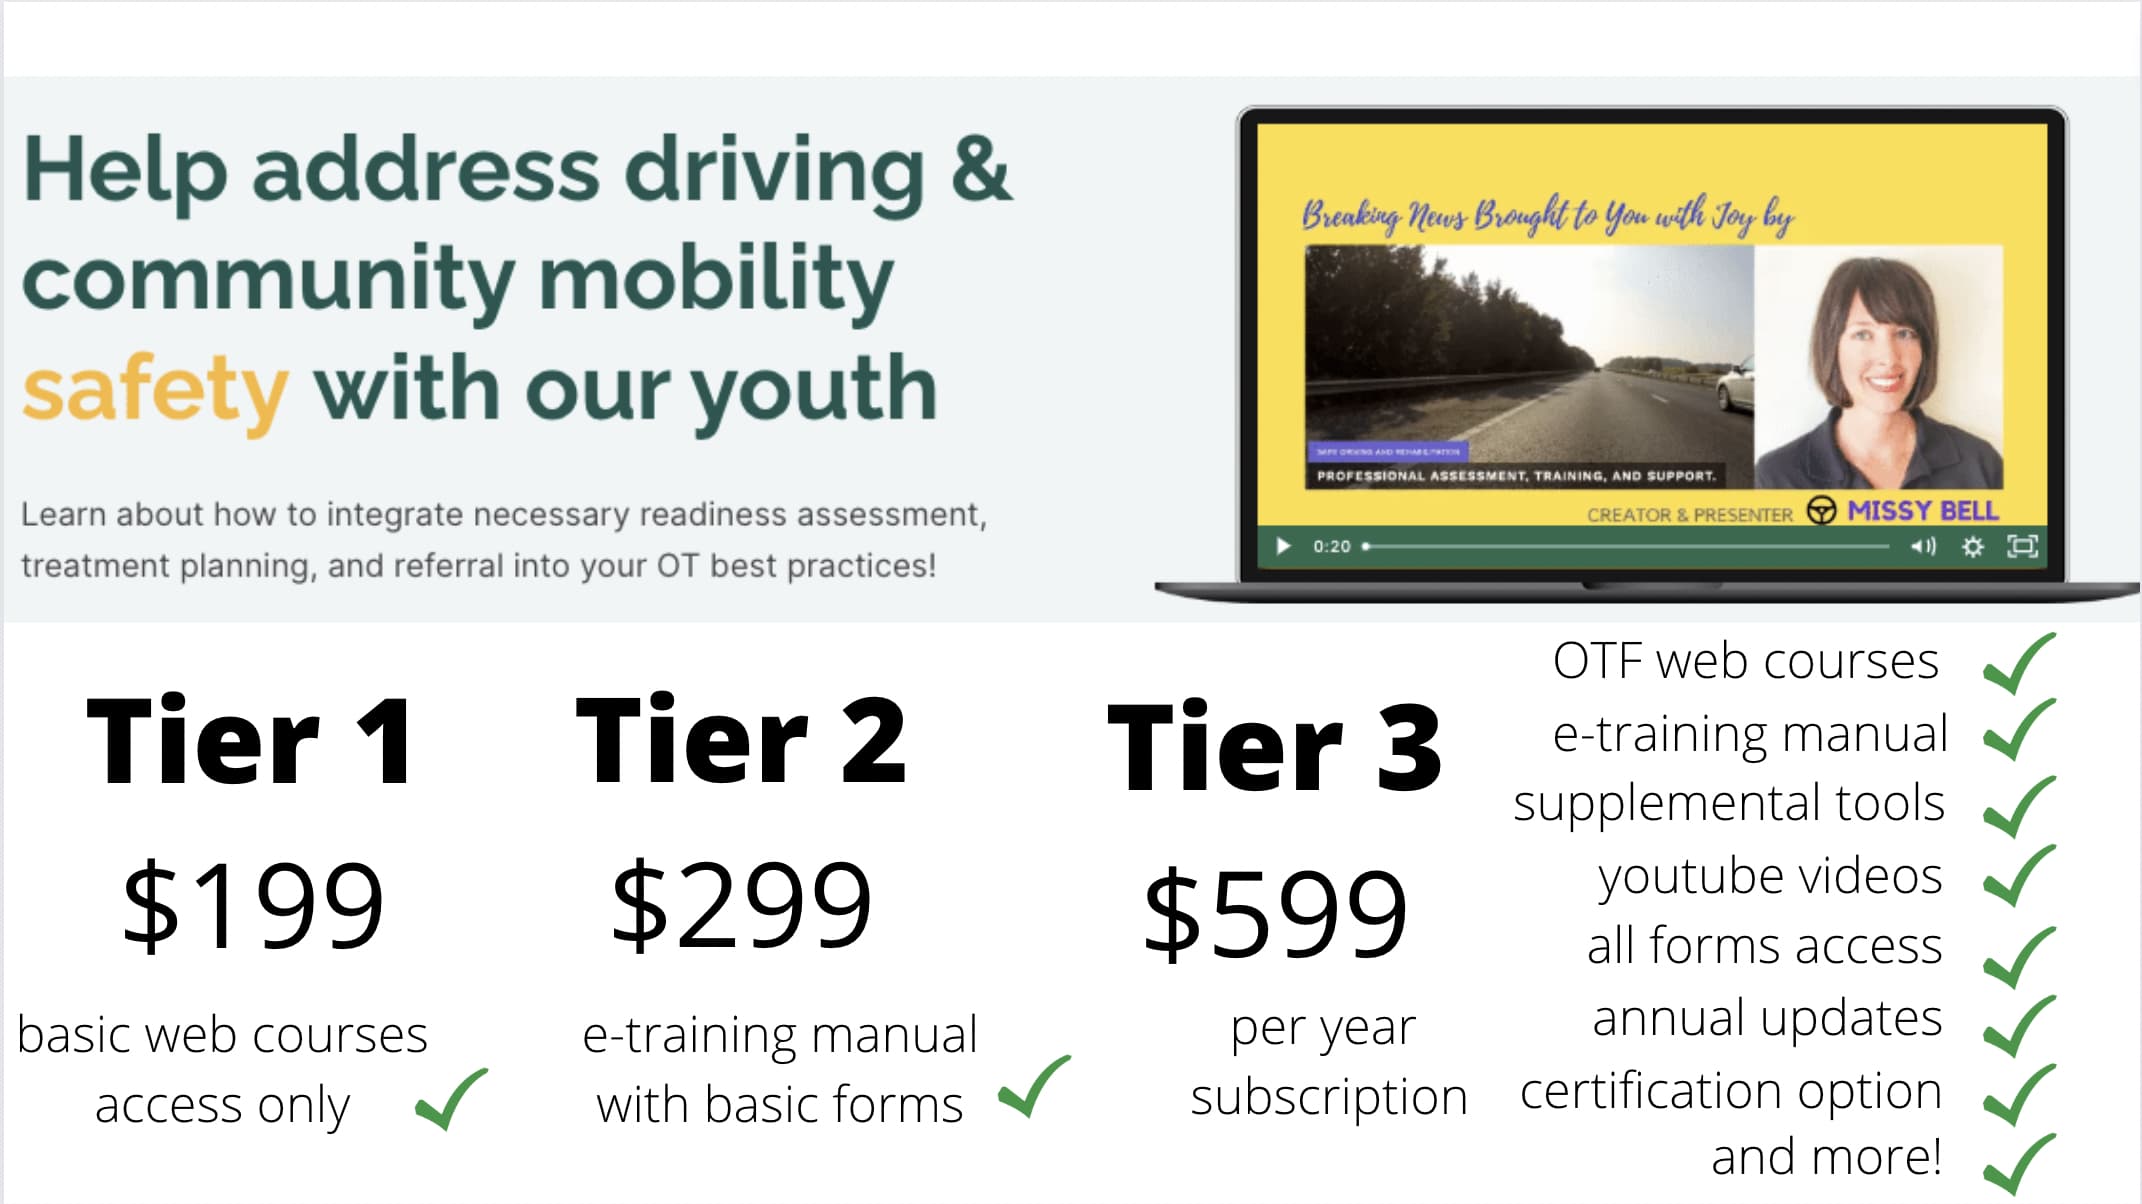 Help address driving &
community mobility
safety with our youth
Learn about how to integrate necessary readiness assessment,
treatment planning, and referral into your OT best practices!
Breaking News Brought to You with Joy by
SAFE DRIVING AND REHABILITATION
PROFESSIONAL ASSESSMENT, TRAINING, AND SUPPORT.
CREATOR & PRESENTER MISSY BELL
0:20
Tier 1
$199
basic web courses
access only
Tier 2
$299
e-training manual
with basic forms
Tier 3
$599
per year
subscription
OTF web courses
e-training manual
supplemental tools
youtube videos
all forms access
annual updates
certification option
and more!